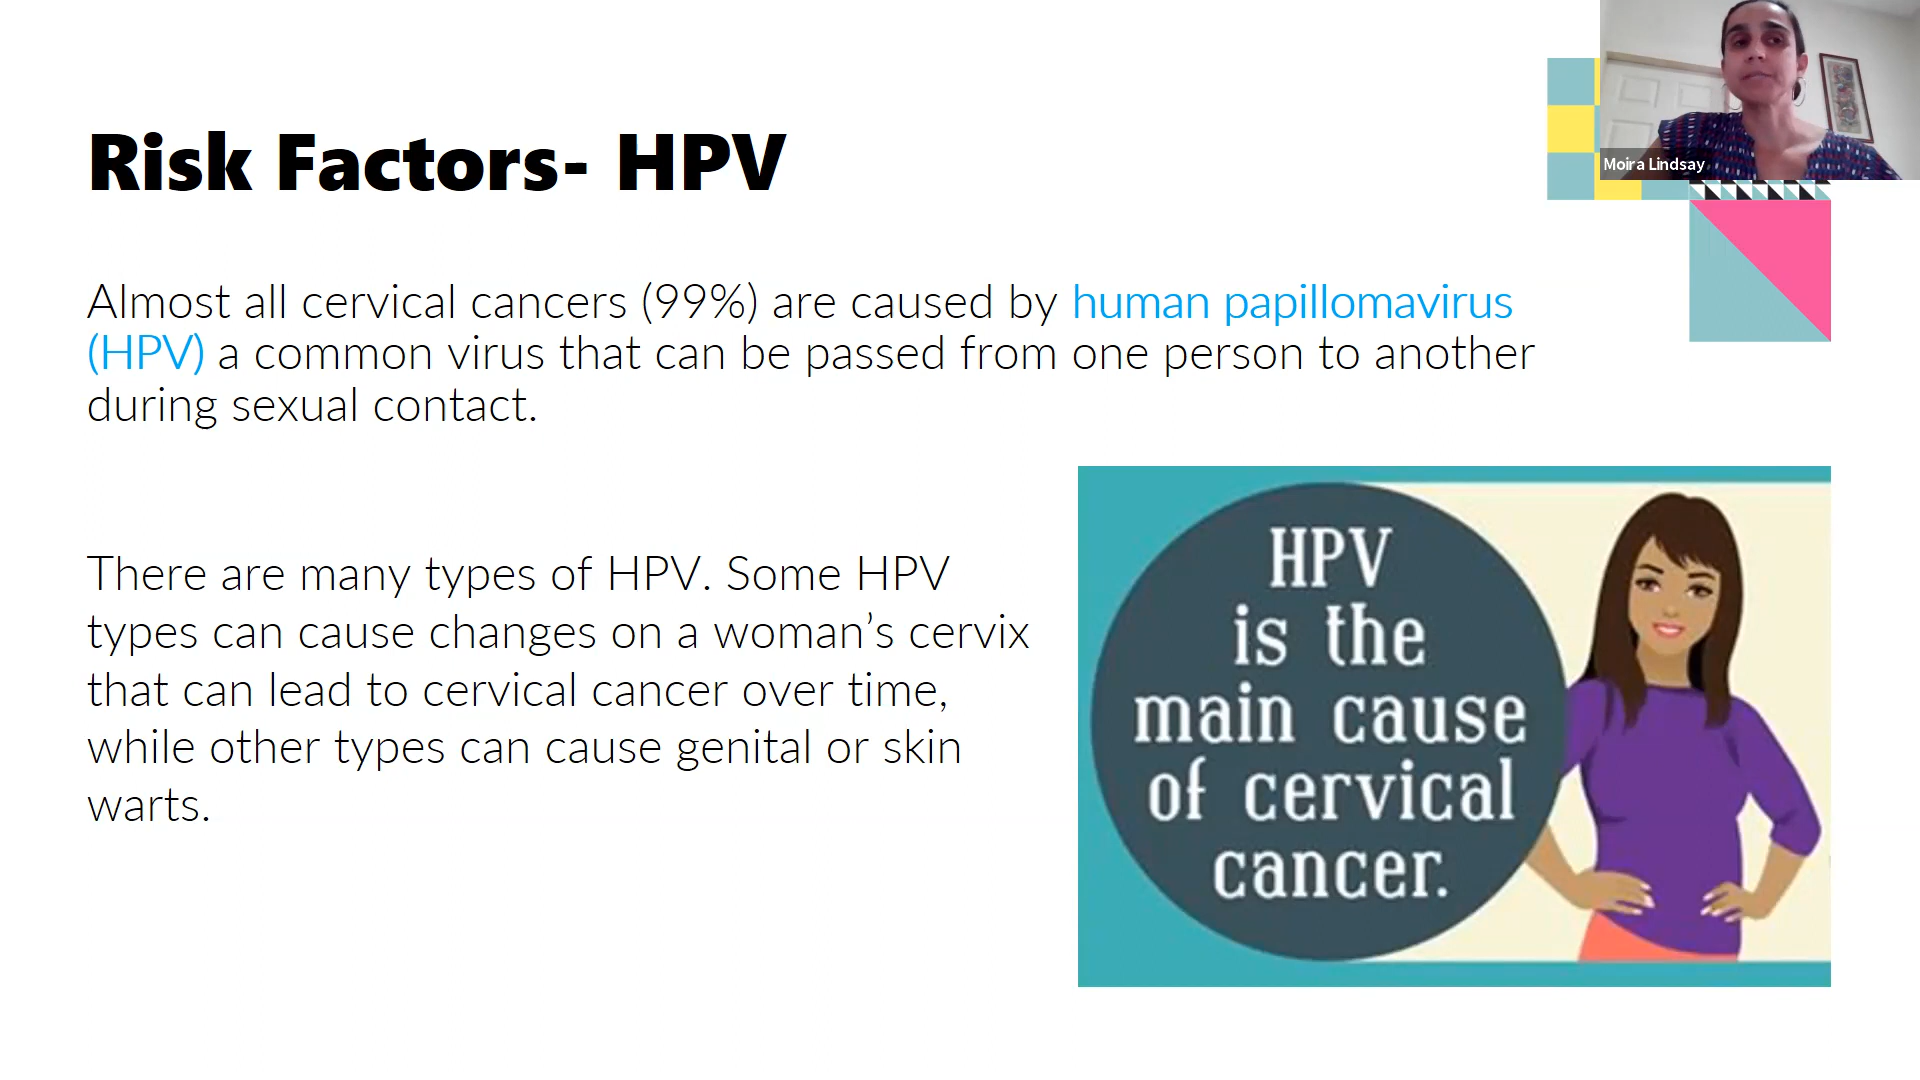 Risk Factors- HPV
Moira Lindsay
Almost all cervical cancers (99%) are caused by human papillomavirus
(HPV) a common virus that can be passed from one person to another
during sexual contact.
There are many types of HPV. Some HPV
types can cause changes on a woman’s cervix
that can lead to cervical cancer over time,
while other types can cause genital or skin
warts.
HPV
is the
main cause
of cervical
cancer.